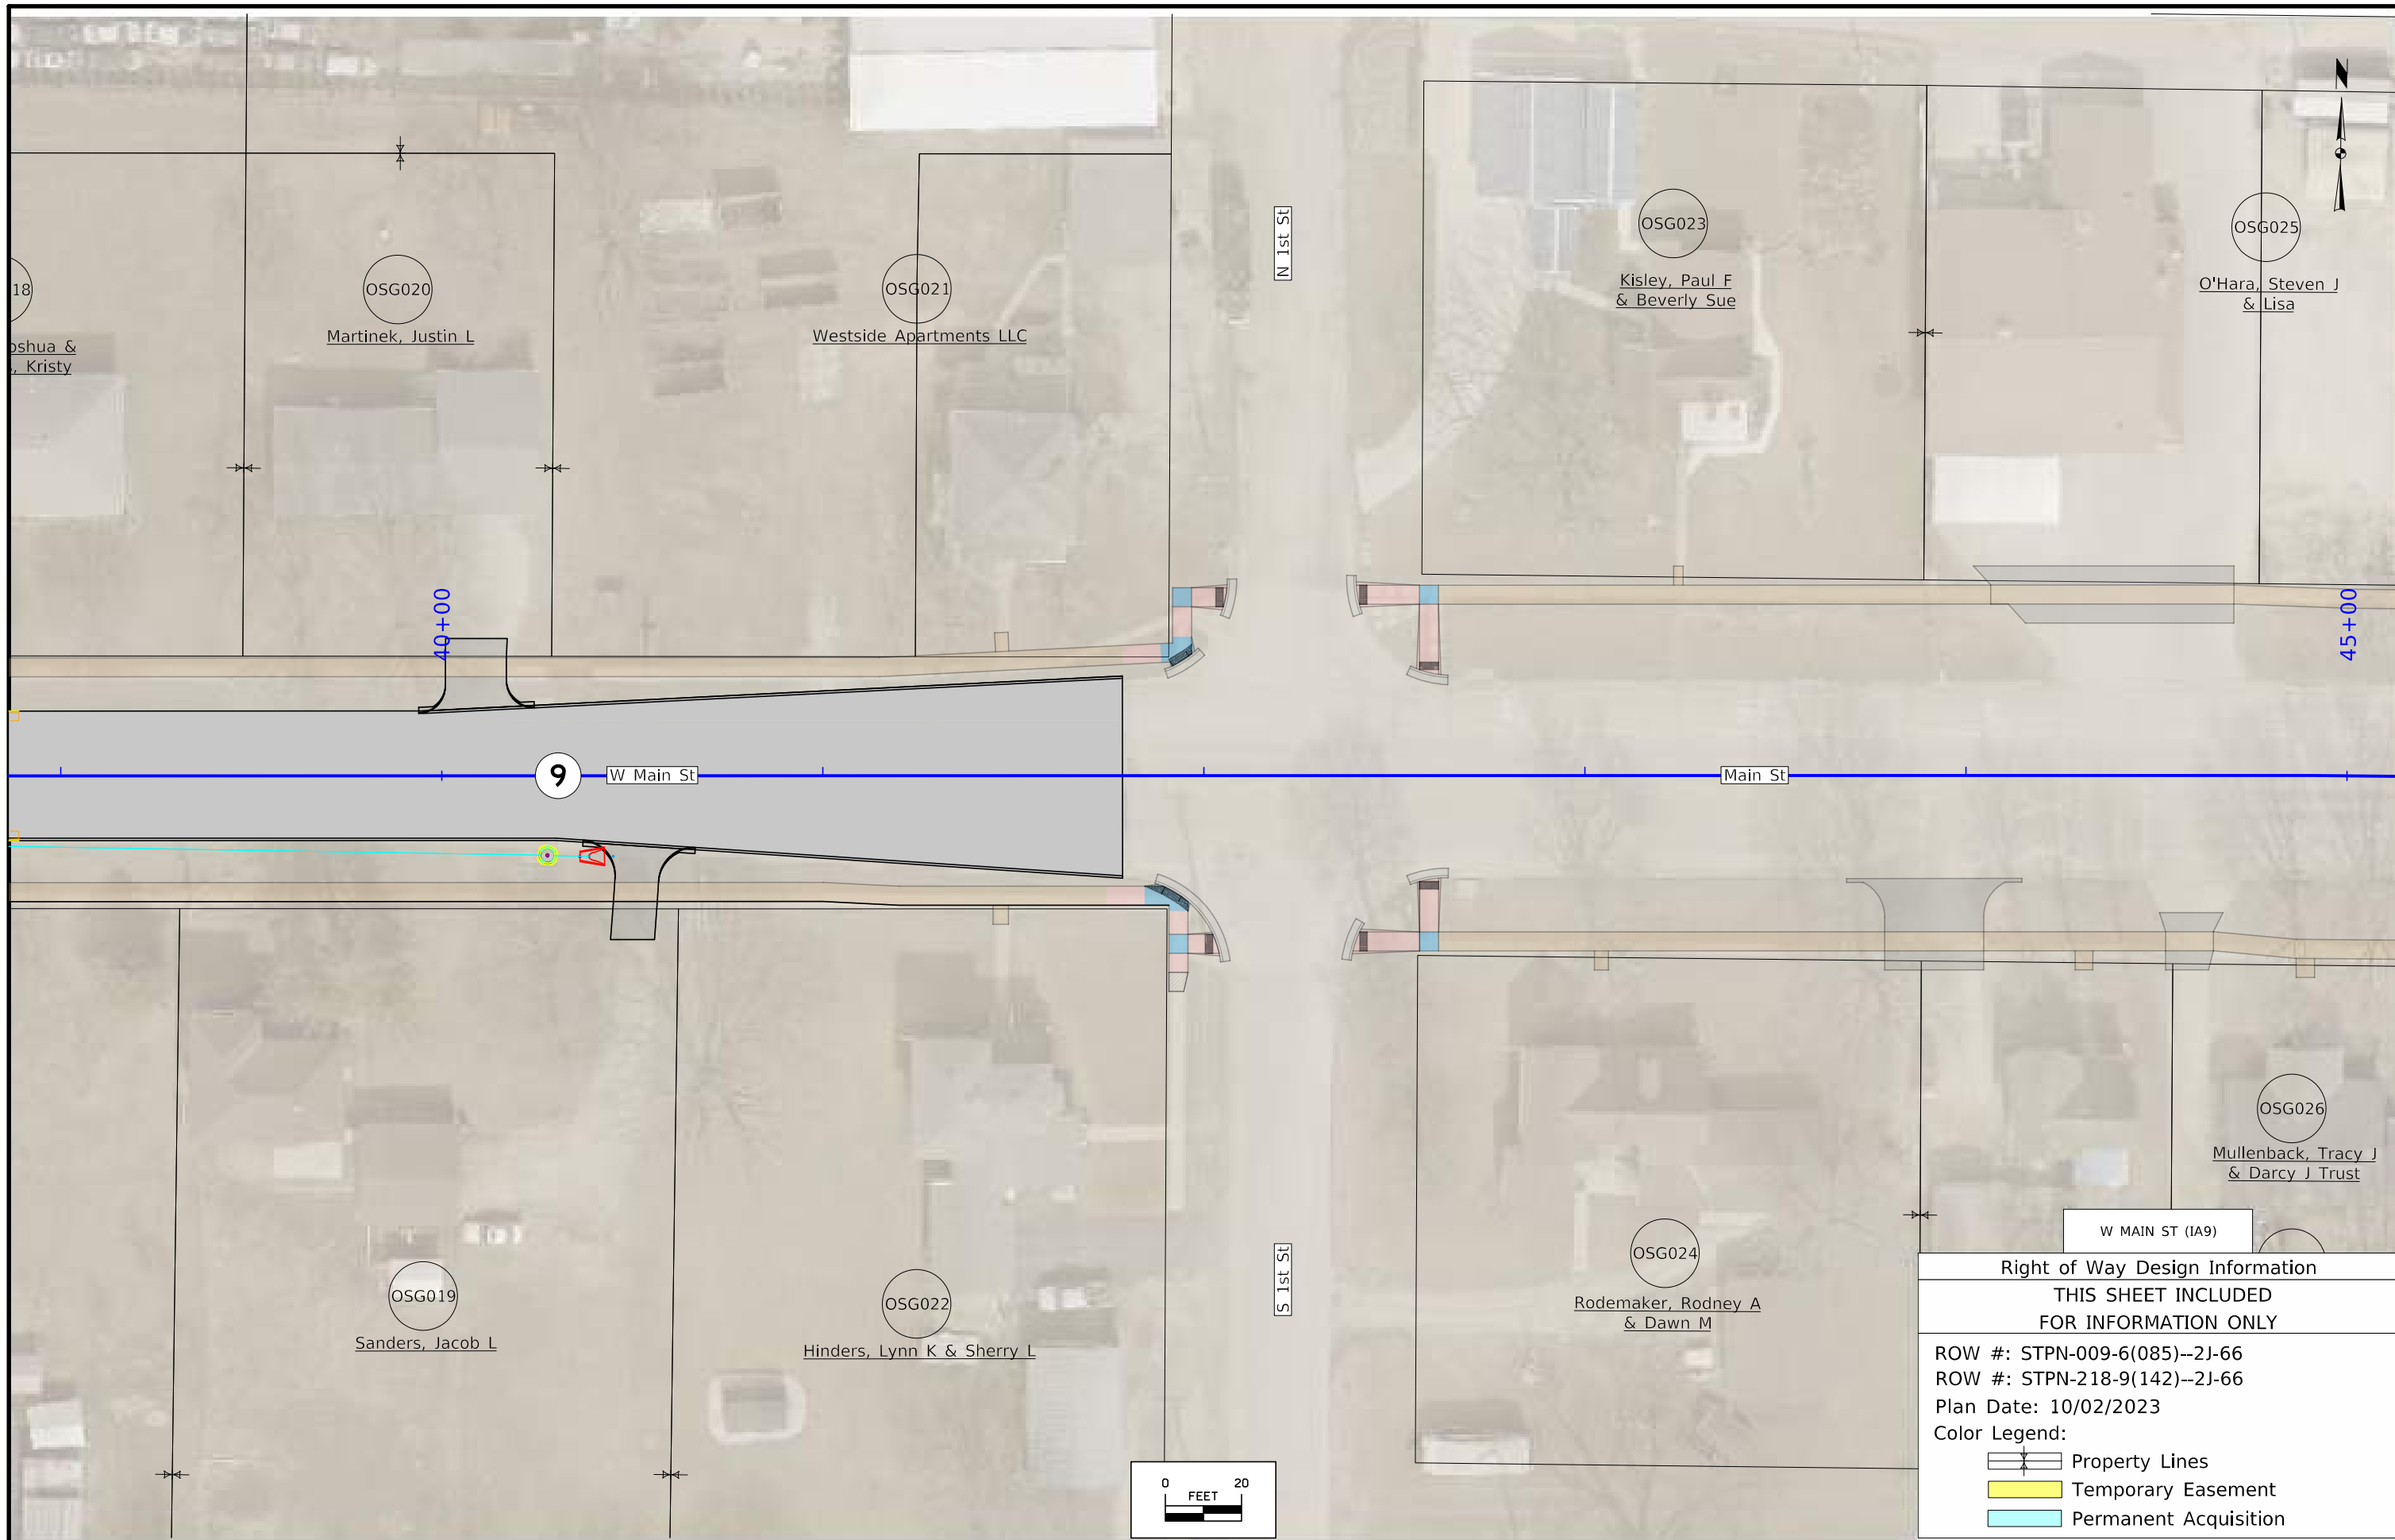 N
N 1st St
OSG023
Kisley, Paul F
& Beverly Sue
OSG025
O'Hara, Steven J
& Lisa
18
oshua &
, Kristy
OSG020
Martinek, Justin L
OSG021
Westside Apartments LLC
40+00
45+00
9
W Main St
Main St
OSG026
Mullenback, Tracy J
& Darcy J Trust
OSG019
Sanders, Jacob L
OSG022
Hinders, Lynn K & Sherry L
S 1st St
OSG024
Rodemaker, Rodney A
& Dawn M
W MAIN ST (IA9)
Right of Way Design Information
THIS SHEET INCLUDED
FOR INFORMATION ONLY
ROW #: STPN-009-6(085)--2J-66
ROW #: STPN-218-9(142)--2J-66
Plan Date: 10/02/2023
Color Legend:
Property Lines
Temporary Easement
Permanent Acquisition
0 20
FEET